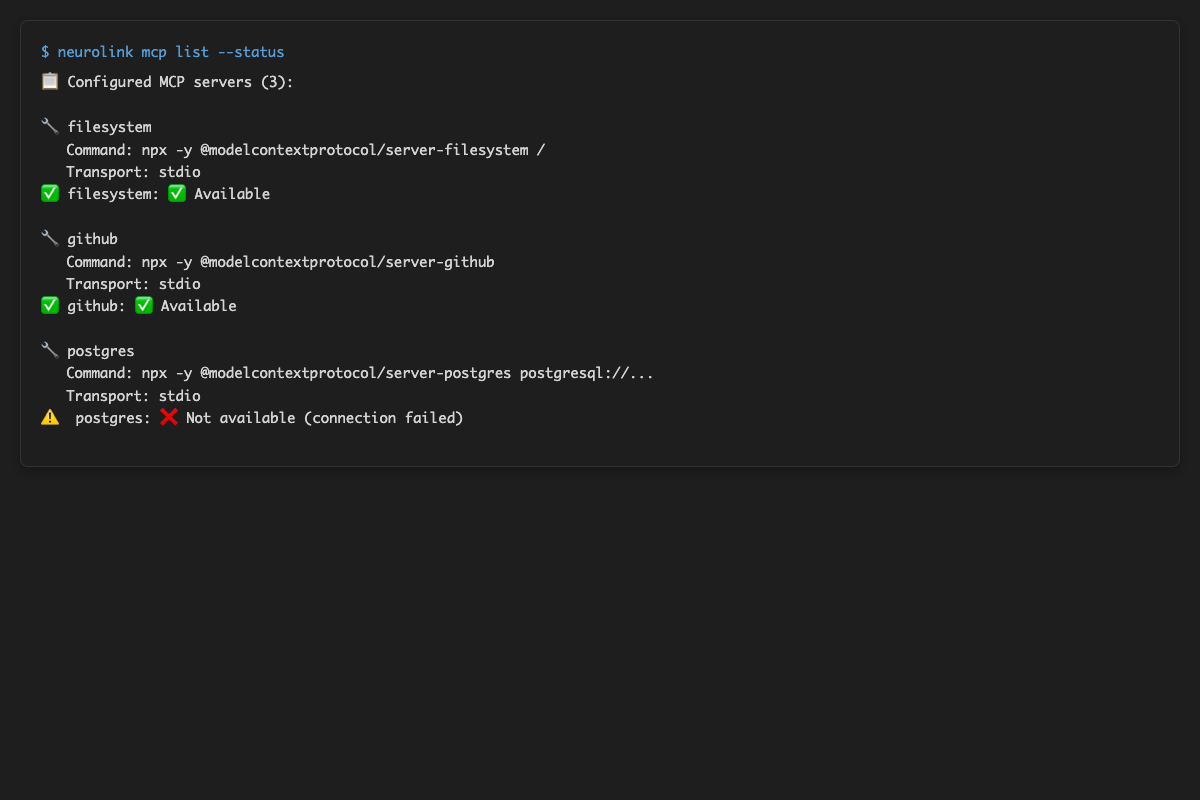 $ neurolink mcp list --status
📋 Configured MCP servers (3):
🔧 filesystem
Command: npx -y @modelcontextprotocol/server-filesystem /
Transport: stdio
✅ filesystem: ✅ Available
🔧 github
Command: npx -y @modelcontextprotocol/server-github
Transport: stdio
✅ github: ✅ Available
🔧 postgres
Command: npx -y @modelcontextprotocol/server-postgres postgresql://...
Transport: stdio
⚠️ postgres: ❌ Not available (connection failed)